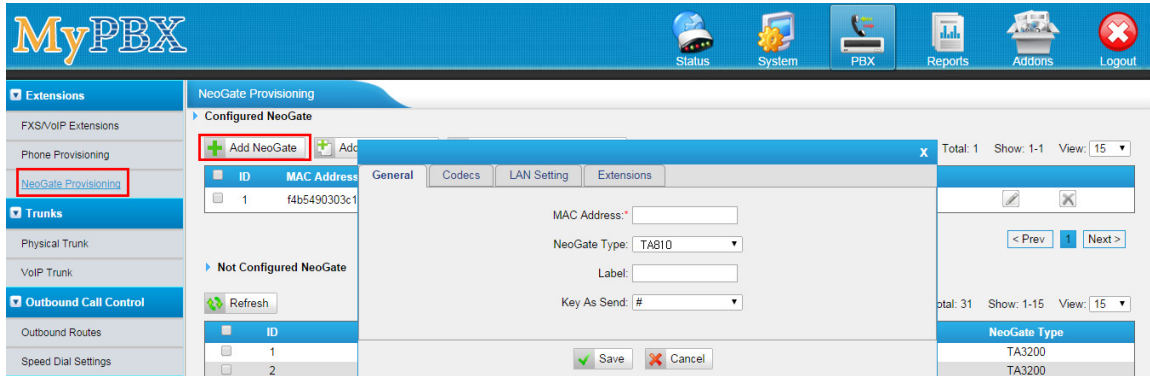 MyPBX
Status System PBX Reports Addons Logout
Extensions
FXS/VoIP Extensions
Phone Provisioning
NeoGate Provisioning
Trunks
Physical Trunk
VoIP Trunk
Outbound Call Control
Outbound Routes
Speed Dial Settings
NeoGate Provisioning
Configured NeoGate
Add NeoGate Add
Total: 1 Show: 1-1 View: 15
ID MAC Address
1 f4b5490303c1
< Prev 1 Next >
X
General Codecs LAN Setting Extensions
MAC Address:*
NeoGate Type: TA810
Label:
Key As Send: #
Save Cancel
Not Configured NeoGate
Refresh
otal: 31 Show: 1-15 View: 15
ID NeoGate Type
1 TA3200
2 TA3200